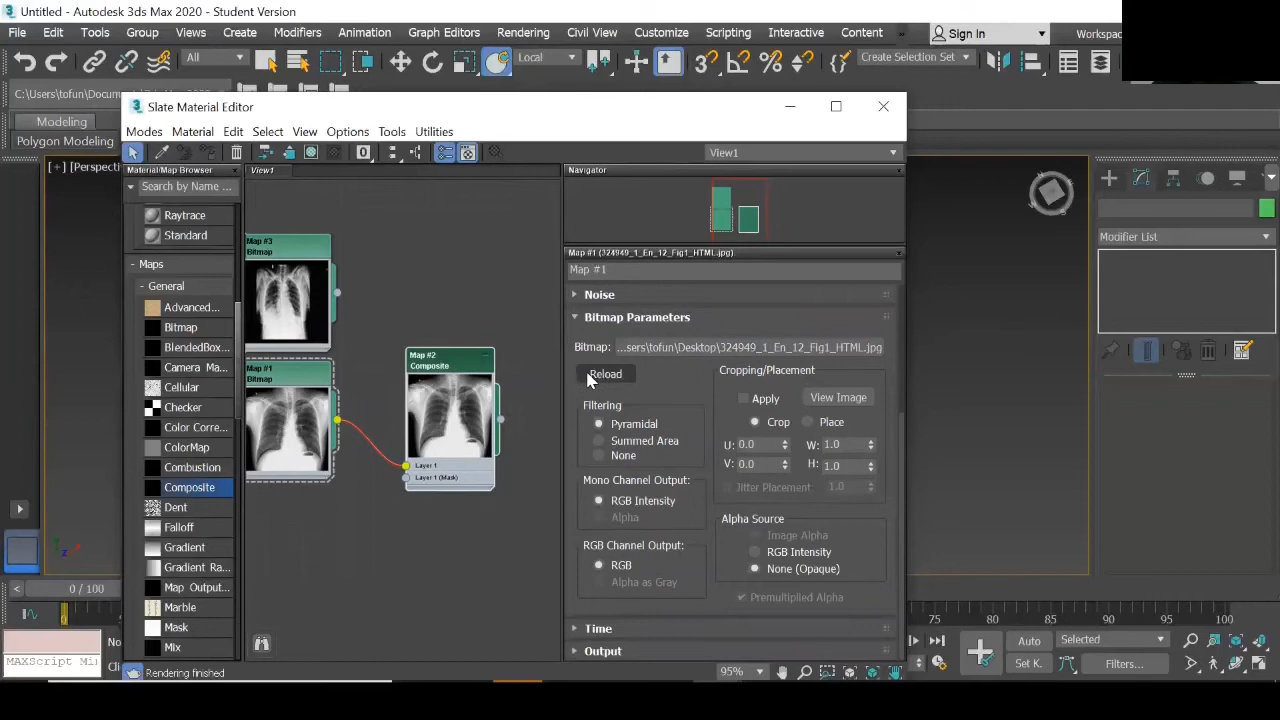 Untitled - Autodesk 3ds Max 2020 - Student Version
File Edit Tools Group Views Create Modifiers Animation Graph Editors Rendering Civil View Customize Scripting Interactive Content Sign In Workspa
All Local Create Selection Set
C:\Users\tofun\Docum
Modeling
Polygon Modeling
[+] [Perspect
Slate Material Editor
Modes Material Edit Select View Options Tools Utilities
View1
Material/Map Browser
Search by Name ...
Raytrace
Standard
Maps
General
Advanced...
Bitmap
BlendedBox...
Camera Ma...
Cellular
Checker
Color Corre...
ColorMap
Combustion
Composite
Dent
Falloff
Gradient
Gradient Ra...
Map Output...
Marble
Mask
Mix
View1
Map #3
Bitmap
Map #1
Bitmap
Map #2
Composite
Layer 1
Layer 1 (Mask)
Navigator
Map #1 (324949_1_En_12_Fig1_HTML.jpg)
Map #1
Noise
Bitmap Parameters
Bitmap: ...sers\tofun\Desktop\324949_1_En_12_Fig1_HTML.jpg
Reload
Filtering
Pyramidal
Summed Area
None
Mono Channel Output:
RGB Intensity
Alpha
RGB Channel Output:
RGB
Alpha as Gray
Cropping/Placement
Apply View Image
Crop Place
U: 0.0 W: 1.0
V: 0.0 H: 1.0
Jitter Placement: 1.0
Alpha Source
Image Alpha
RGB Intensity
None (Opaque)
Premultiplied Alpha
Time
Output
Rendering finished
95%
Modifier List
0 / 100
75 80 85 90 95 100
MAXScript Mi
No
Cli
Auto Selected
Set K. Filters...